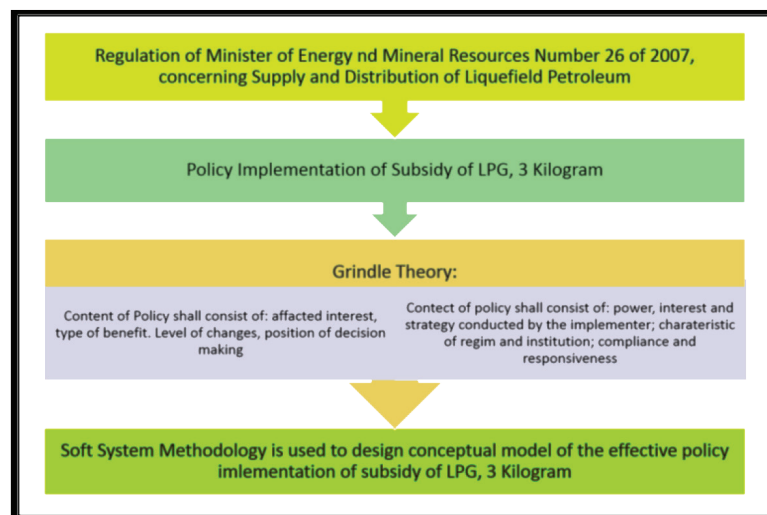 Regulation of Minister of Energy nd Mineral Resources Number 26 of 2007,
concerning Supply and Distribution of Liquefield Petroleum
Policy Implementation of Subsidy of LPG, 3 Kilogram
Grindle Theory:
Content of Policy shall consist of: affacted interest,
type of benefit. Level of changes, position of decision
making
Contect of policy shall consist of: power, interest and
strategy conducted by the implementer; charateristic
of regim and institution; compliance and
responsiveness
Soft System Methodology is used to design conceptual model of the effective policy
imlementation of subsidy of LPG, 3 Kilogram